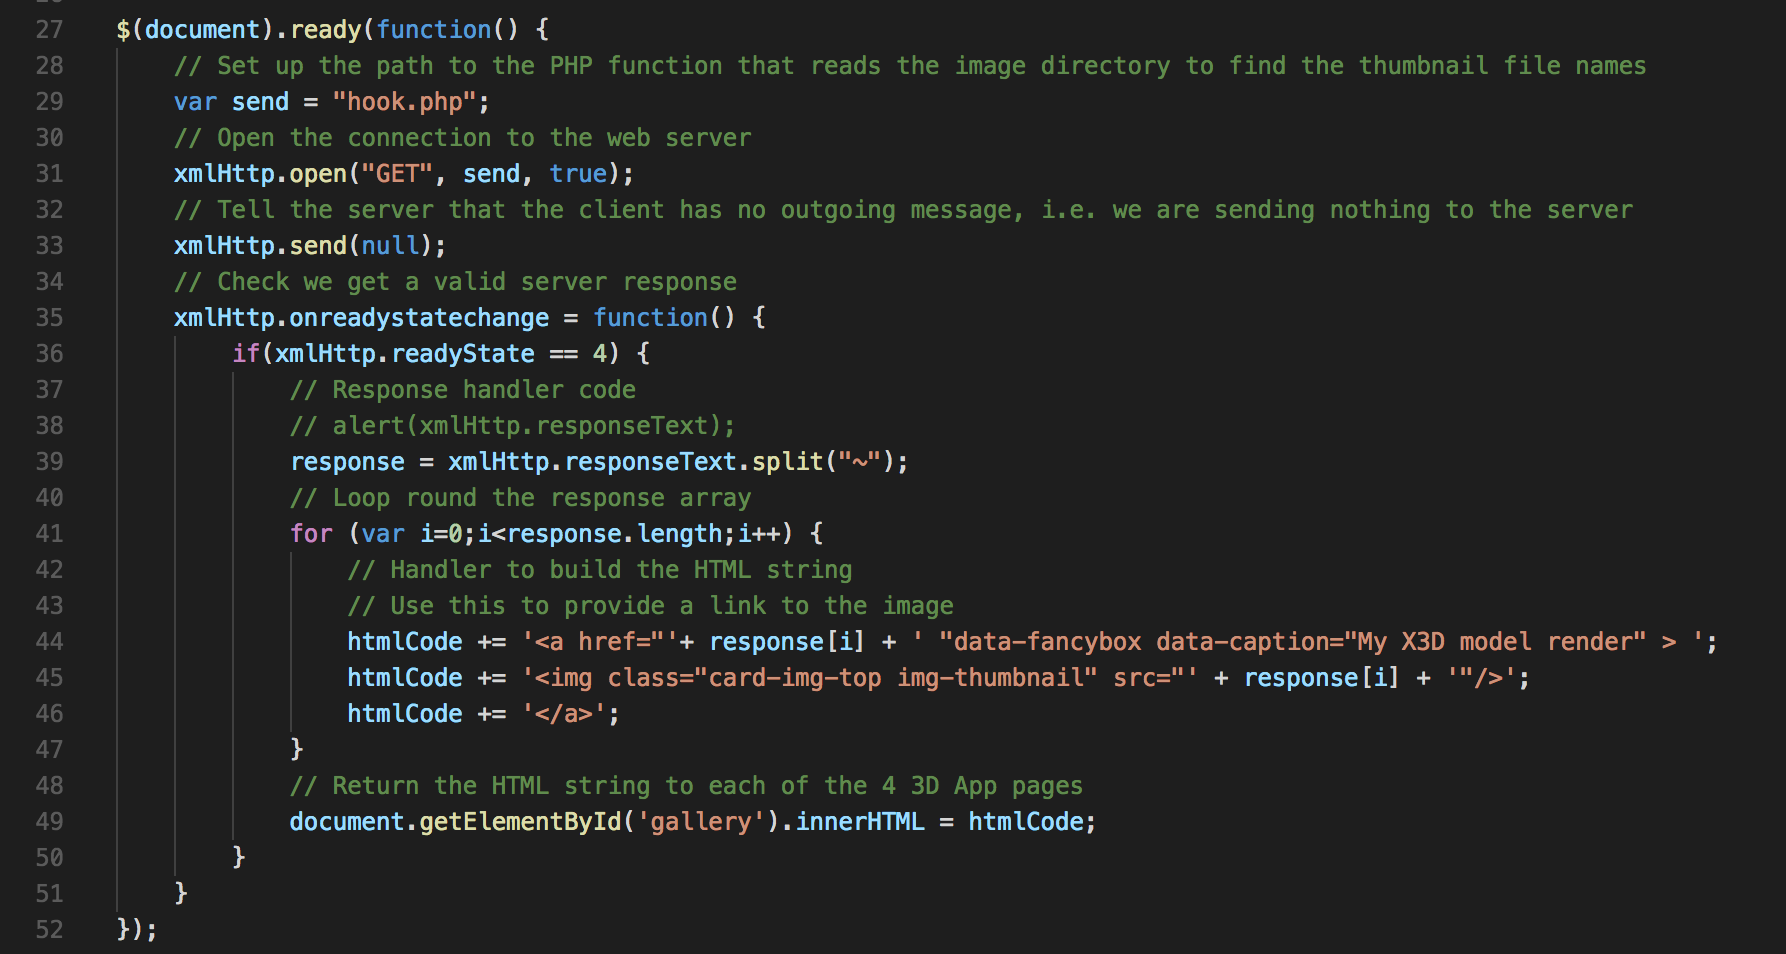 27 $(document).ready(function() {
28 // Set up the path to the PHP function that reads the image directory to find the thumbnail file names
29 var send = "hook.php";
30 // Open the connection to the web server
31 xmlHttp.open("GET", send, true);
32 // Tell the server that the client has no outgoing message, i.e. we are sending nothing to the server
33 xmlHttp.send(null);
34 // Check we get a valid server response
35 xmlHttp.onreadystatechange = function() {
36 if(xmlHttp.readyState == 4) {
37 // Response handler code
38 // alert(xmlHttp.responseText);
39 response = xmlHttp.responseText.split("~");
40 // Loop round the response array
41 for (var i=0;i<response.length;i++) {
42 // Handler to build the HTML string
43 // Use this to provide a link to the image
44 htmlCode += '<a href="'+ response[i] + ' "data-fancybox data-caption="My X3D model render" > ';
45 htmlCode += '<img class="card-img-top img-thumbnail" src="' + response[i] + '"/>';
46 htmlCode += '</a>';
47 }
48 // Return the HTML string to each of the 4 3D App pages
49 document.getElementById('gallery').innerHTML = htmlCode;
50 }
51 }
52 });